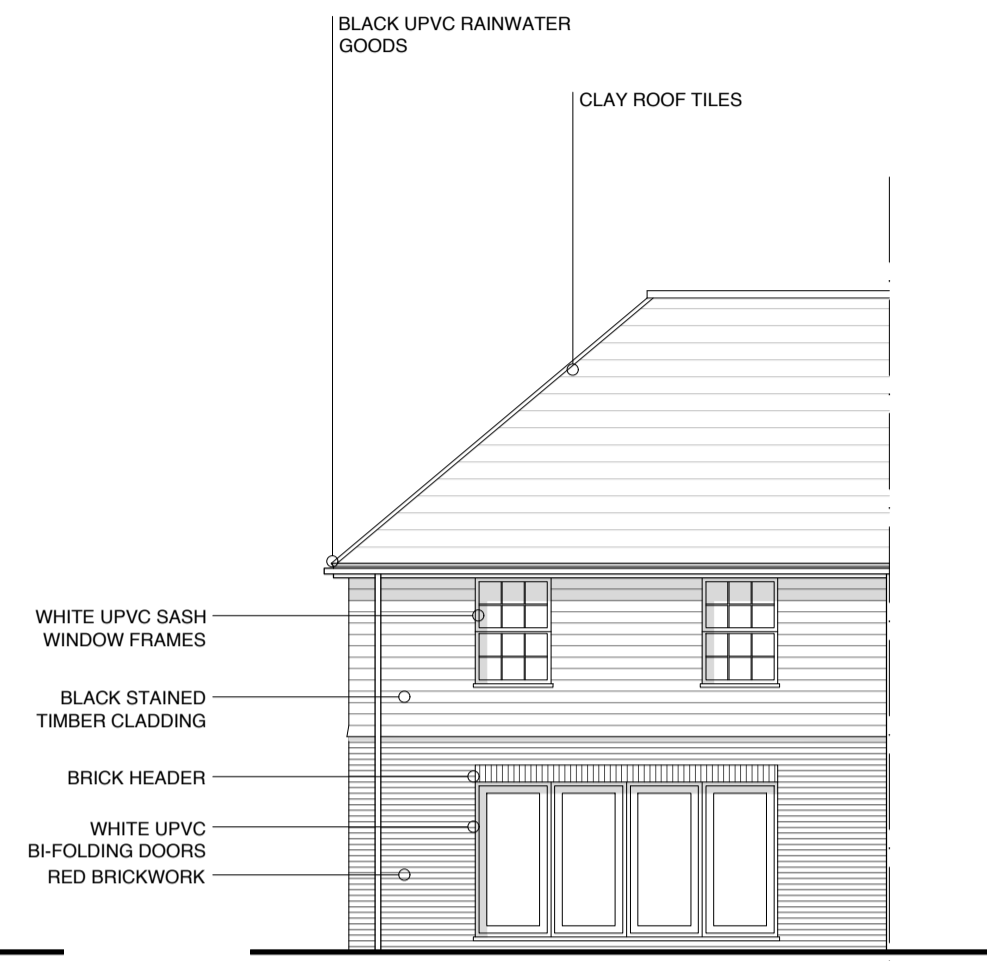 BLACK UPVC RAINWATER
GOODS
CLAY ROOF TILES
WHITE UPVC SASH
WINDOW FRAMES
BLACK STAINED
TIMBER CLADDING
BRICK HEADER
WHITE UPVC
BI-FOLDING DOORS
RED BRICKWORK